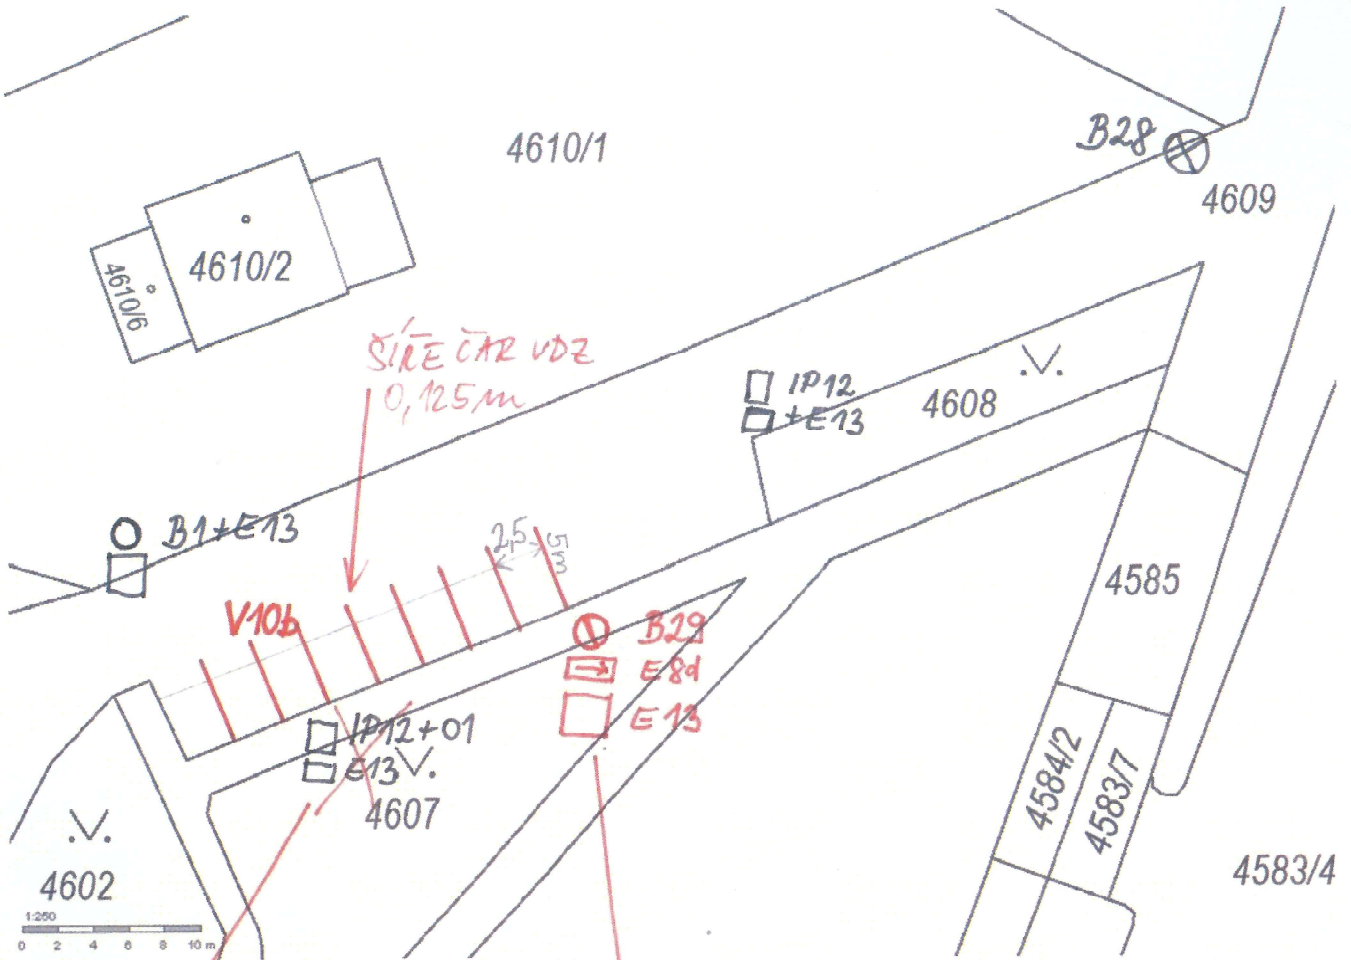 4610/1
B28
4609
4610/2
4610/6
ŠÍŘE ČAR VDZ
0,125m
IP12
+E13
4608
B1+E13
2,5
5m
4585
V10b
B29
E8d
E13
IP12+01
E13
4607
4584/2
4583/7
4602
4583/4
1:250
0 2 4 6 8 10 m